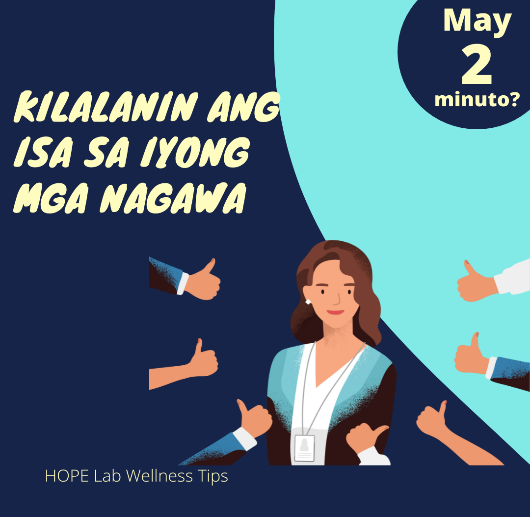 May
2
minuto?
KILALANIN ANG
ISA SA IYONG
MGA NAGAWA
HOPE Lab Wellness Tips